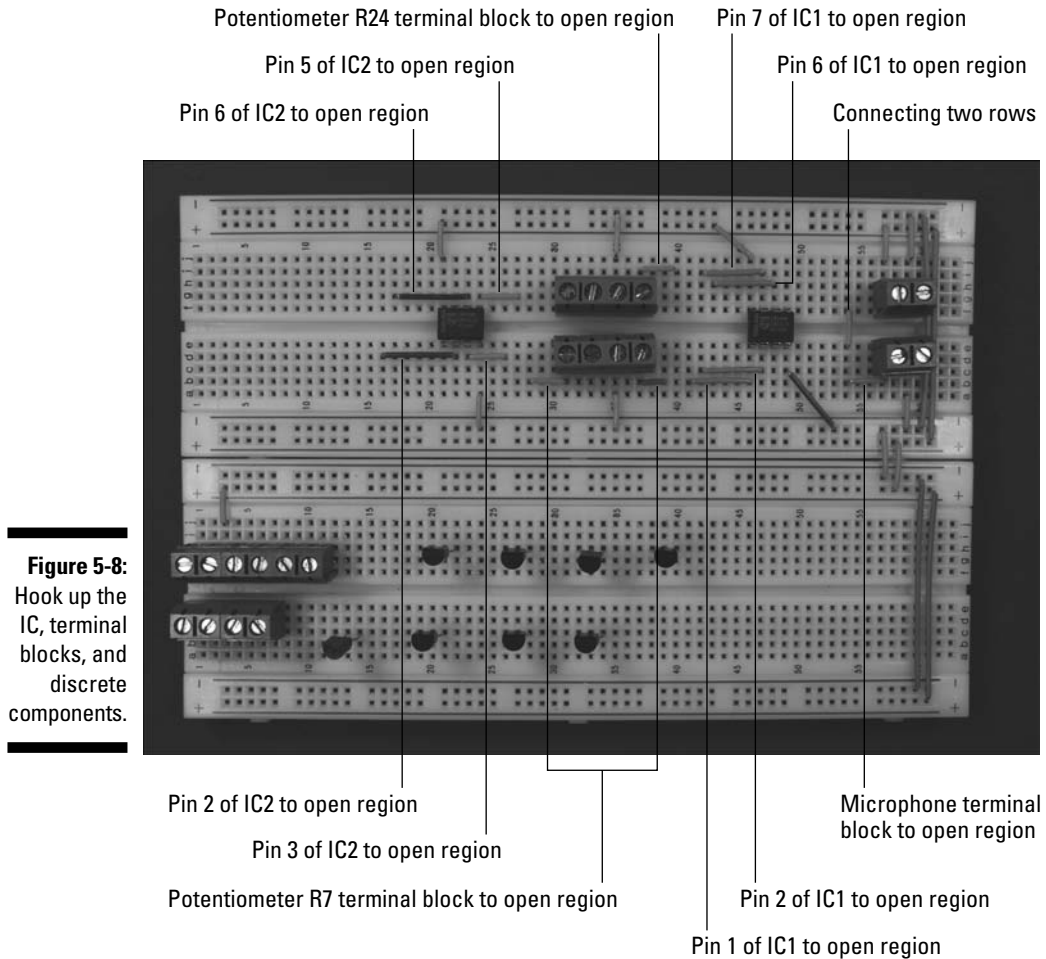 Potentiometer R24 terminal block to open region
Pin 7 of IC1 to open region
Pin 5 of IC2 to open region
Pin 6 of IC1 to open region
Pin 6 of IC2 to open region
Connecting two rows
Figure 5-8:
Hook up the
IC, terminal
blocks, and
discrete
components.
Pin 2 of IC2 to open region
Microphone terminal
block to open region
Pin 3 of IC2 to open region
Potentiometer R7 terminal block to open region
Pin 2 of IC1 to open region
Pin 1 of IC1 to open region